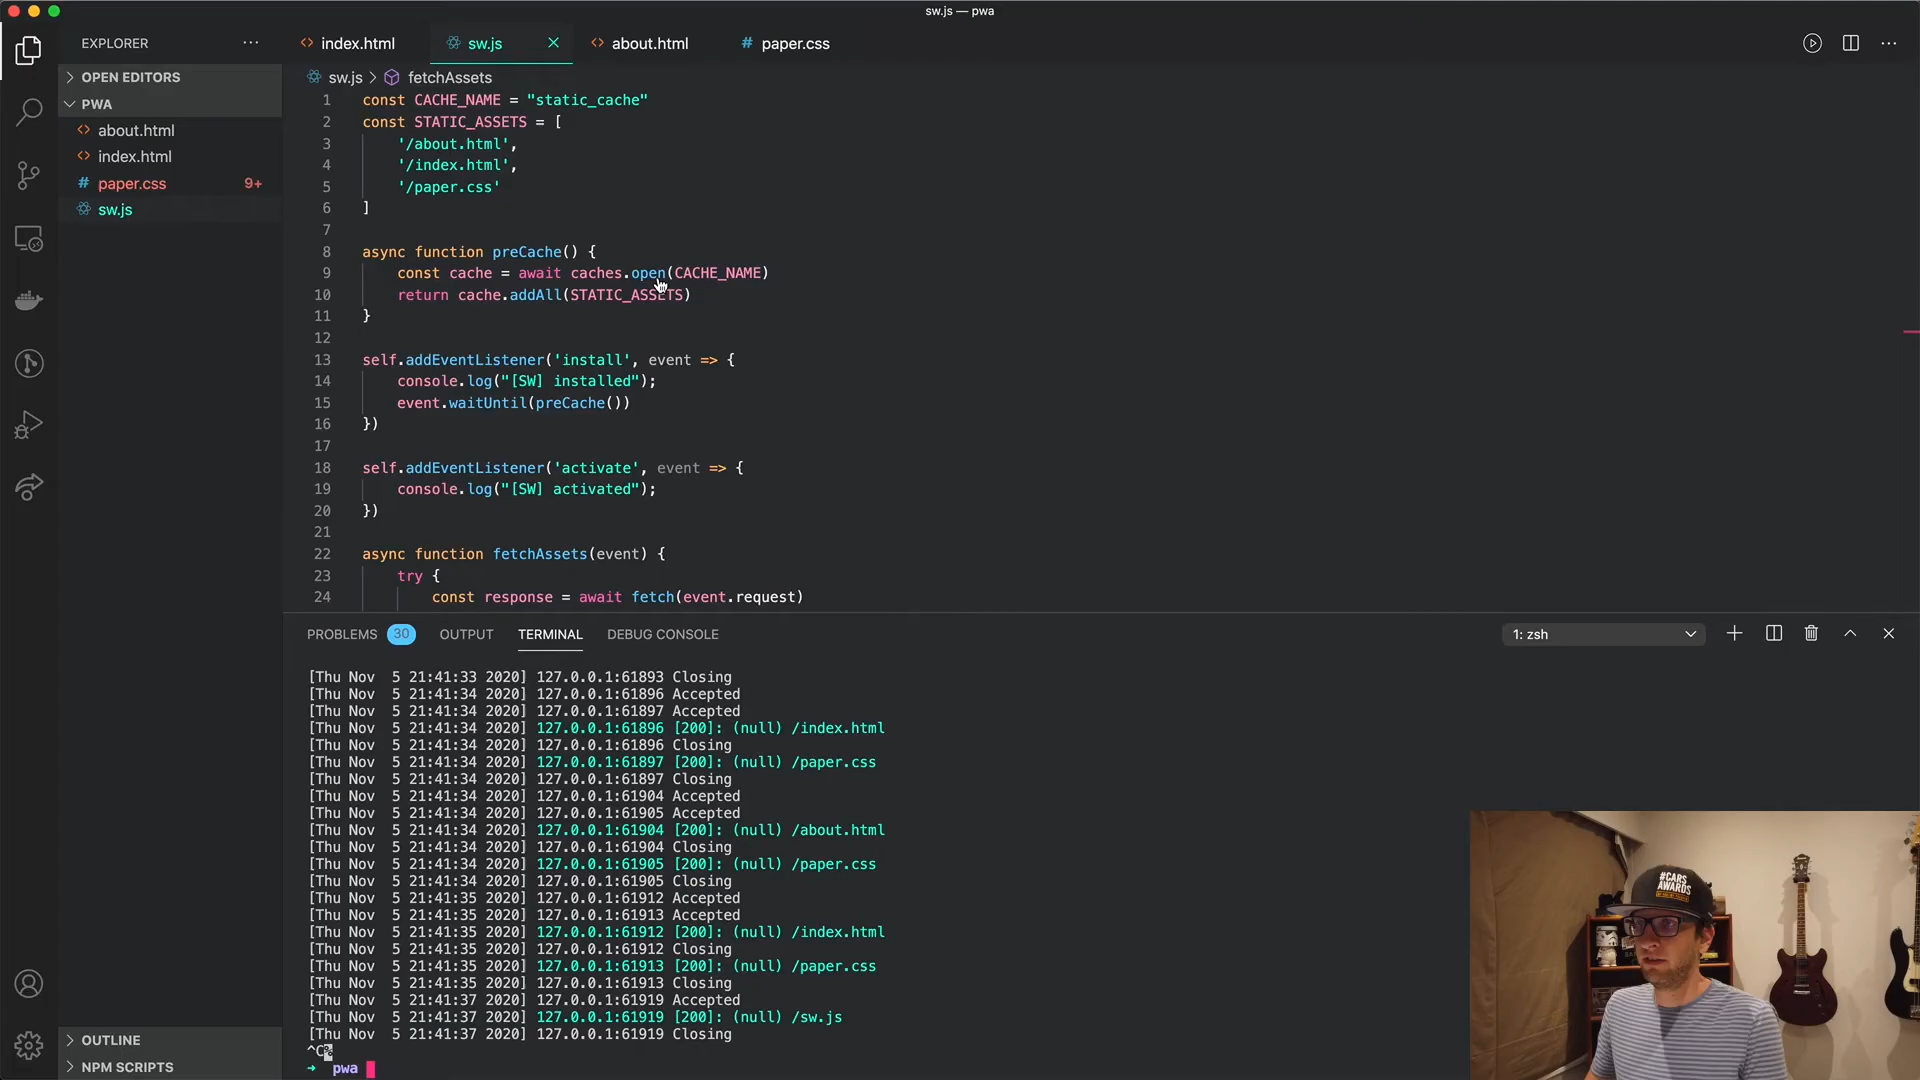 sw.js — pwa
EXPLORER
index.html
sw.js
about.html
# paper.css
OPEN EDITORS
PWA
about.html
index.html
# paper.css 9+
sw.js
sw.js > fetchAssets
1 const CACHE_NAME = "static_cache"
2 const STATIC_ASSETS = [
3 '/about.html',
4 '/index.html',
5 '/paper.css'
6 ]
7
8 async function preCache() {
9 const cache = await caches.open(CACHE_NAME)
10 return cache.addAll(STATIC_ASSETS)
11 }
12
13 self.addEventListener('install', event => {
14 console.log("[SW] installed");
15 event.waitUntil(preCache())
16 })
17
18 self.addEventListener('activate', event => {
19 console.log("[SW] activated");
20 })
21
22 async function fetchAssets(event) {
23 try {
24 const response = await fetch(event.request)
PROBLEMS 30 OUTPUT TERMINAL DEBUG CONSOLE
1: zsh
[Thu Nov  5 21:41:33 2020] 127.0.0.1:61893 Closing
[Thu Nov  5 21:41:34 2020] 127.0.0.1:61896 Accepted
[Thu Nov  5 21:41:34 2020] 127.0.0.1:61897 Accepted
[Thu Nov  5 21:41:34 2020] 127.0.0.1:61896 [200]: (null) /index.html
[Thu Nov  5 21:41:34 2020] 127.0.0.1:61896 Closing
[Thu Nov  5 21:41:34 2020] 127.0.0.1:61897 [200]: (null) /paper.css
[Thu Nov  5 21:41:34 2020] 127.0.0.1:61897 Closing
[Thu Nov  5 21:41:34 2020] 127.0.0.1:61904 Accepted
[Thu Nov  5 21:41:34 2020] 127.0.0.1:61905 Accepted
[Thu Nov  5 21:41:34 2020] 127.0.0.1:61904 [200]: (null) /about.html
[Thu Nov  5 21:41:34 2020] 127.0.0.1:61904 Closing
[Thu Nov  5 21:41:34 2020] 127.0.0.1:61905 [200]: (null) /paper.css
[Thu Nov  5 21:41:34 2020] 127.0.0.1:61905 Closing
[Thu Nov  5 21:41:35 2020] 127.0.0.1:61912 Accepted
[Thu Nov  5 21:41:35 2020] 127.0.0.1:61913 Accepted
[Thu Nov  5 21:41:35 2020] 127.0.0.1:61912 [200]: (null) /index.html
[Thu Nov  5 21:41:35 2020] 127.0.0.1:61912 Closing
[Thu Nov  5 21:41:35 2020] 127.0.0.1:61913 [200]: (null) /paper.css
[Thu Nov  5 21:41:35 2020] 127.0.0.1:61913 Closing
[Thu Nov  5 21:41:37 2020] 127.0.0.1:61919 Accepted
[Thu Nov  5 21:41:37 2020] 127.0.0.1:61919 [200]: (null) /sw.js
[Thu Nov  5 21:41:37 2020] 127.0.0.1:61919 Closing
^C%
→ pwa
OUTLINE
NPM SCRIPTS
#CARS
AWARDS